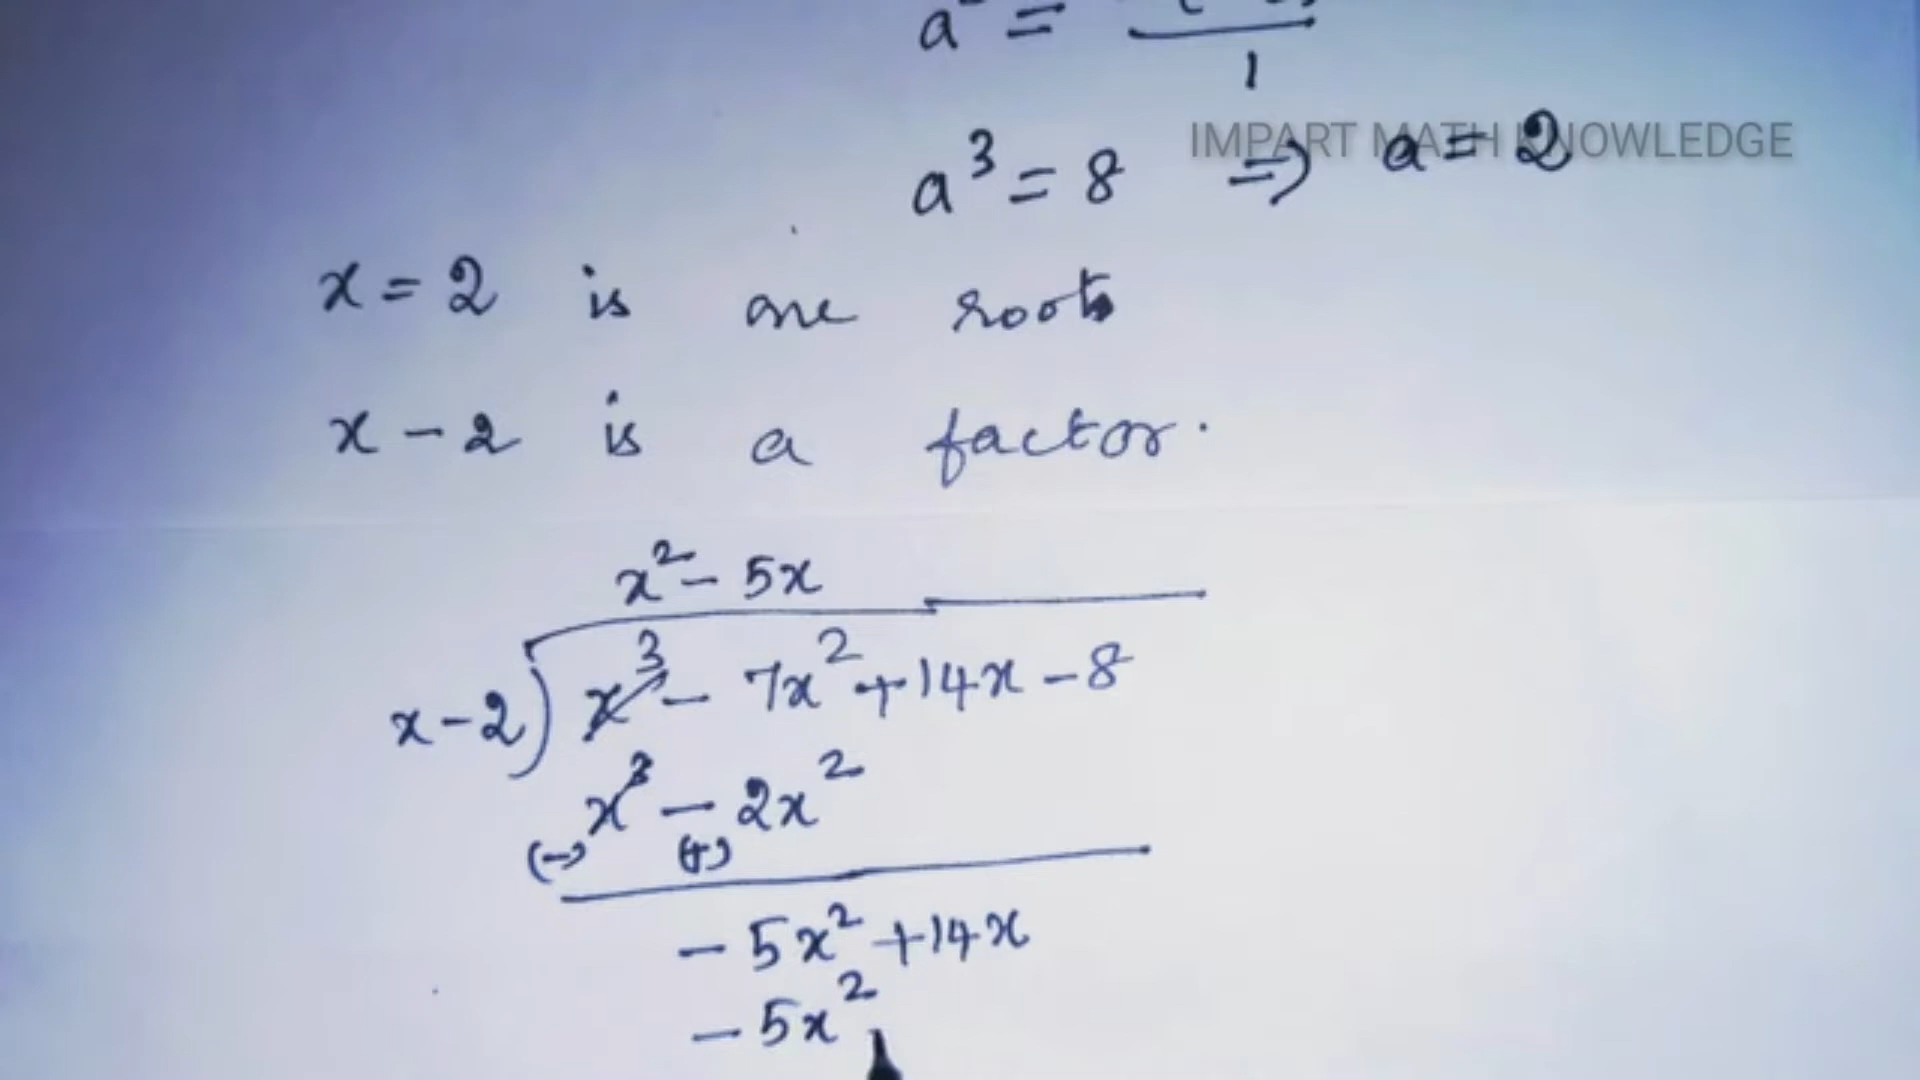 a =
1
IMPART MATH KNOWLEDGE
a³ = 8 ⇒ a = 2
x = 2 is one root
x - 2 is a factor.
x² - 5x
x-2) x³ - 7x² + 14x - 8
x³ - 2x²
(-) (+)
- 5x² + 14x
- 5x²